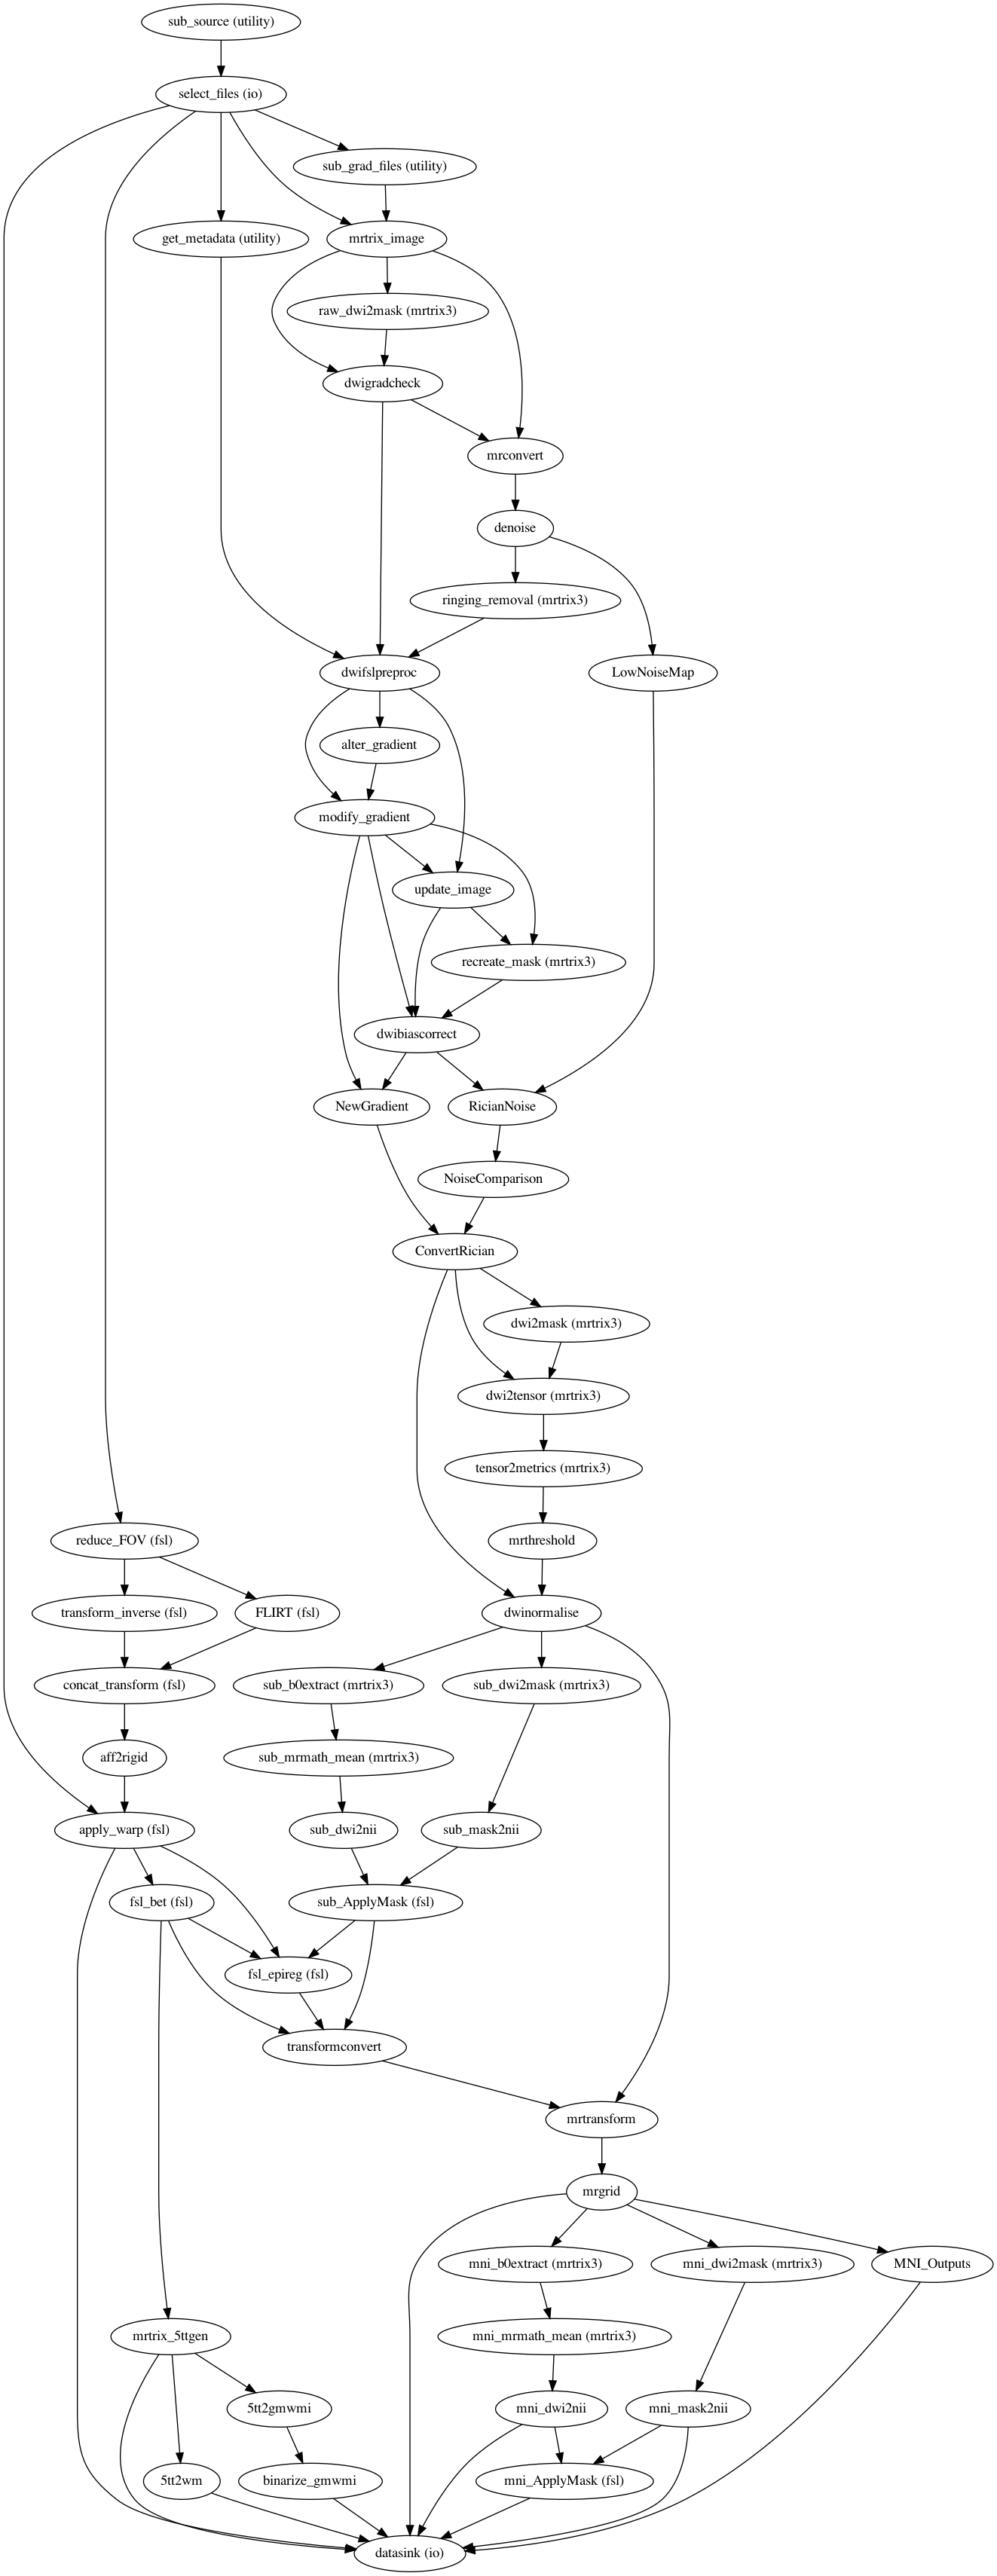 sub_source (utility)
select_files (io)
sub_grad_files (utility)
get_metadata (utility)
mrtrix_image
raw_dwi2mask (mrtrix3)
dwigradcheck
mrconvert
denoise
ringing_removal (mrtrix3)
dwifslpreproc
LowNoiseMap
alter_gradient
modify_gradient
update_image
recreate_mask (mrtrix3)
dwibiascorrect
NewGradient
RicianNoise
NoiseComparison
ConvertRician
dwi2mask (mrtrix3)
dwi2tensor (mrtrix3)
tensor2metrics (mrtrix3)
reduce_FOV (fsl)
mrthreshold
transform_inverse (fsl)
FLIRT (fsl)
dwinormalise
concat_transform (fsl)
sub_b0extract (mrtrix3)
sub_dwi2mask (mrtrix3)
aff2rigid
sub_mrmath_mean (mrtrix3)
apply_warp (fsl)
sub_dwi2nii
sub_mask2nii
fsl_bet (fsl)
sub_ApplyMask (fsl)
fsl_epireg (fsl)
transformconvert
mrtransform
mrgrid
mni_b0extract (mrtrix3)
mni_dwi2mask (mrtrix3)
MNI_Outputs
mrtrix_5ttgen
mni_mrmath_mean (mrtrix3)
5tt2gmwmi
mni_dwi2nii
mni_mask2nii
5tt2wm
binarize_gmwmi
mni_ApplyMask (fsl)
datasink (io)